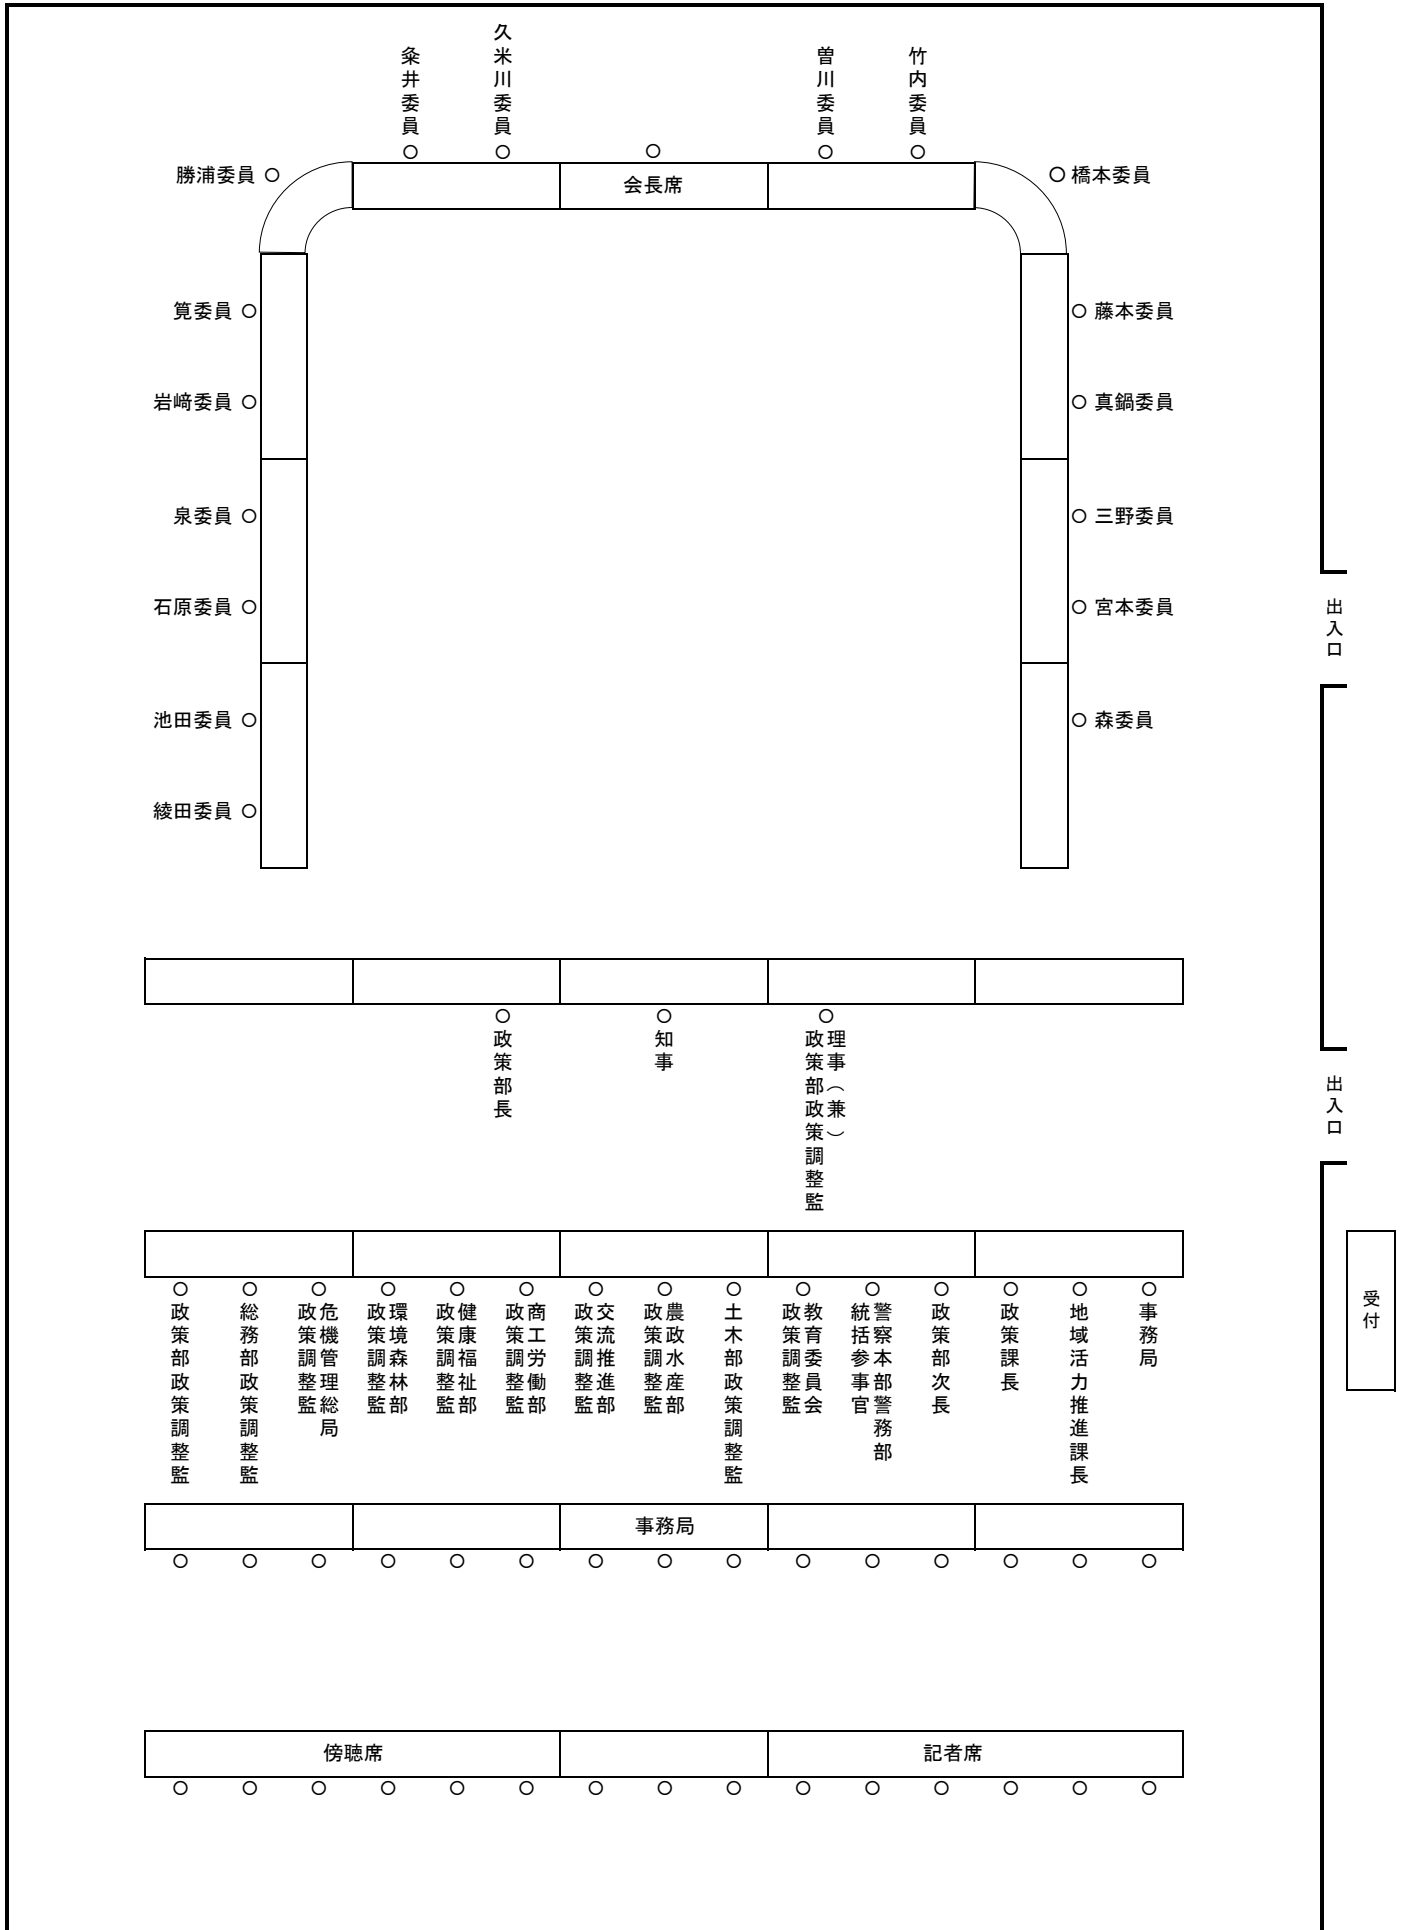 粂井委員
久米川委員
曽川委員
竹内委員
勝浦委員
会長席
橋本委員
筧委員
藤本委員
岩﨑委員
真鍋委員
泉委員
三野委員
石原委員
宮本委員
出入口
池田委員
森委員
綾田委員
政策部長
知事
理事（兼）
政策部政策調整監
出入口
受付
政策部政策調整監
総務部政策調整監
危機管理総局
政策調整監
環境森林部
政策調整監
健康福祉部
政策調整監
商工労働部
政策調整監
交流推進部
政策調整監
農政水産部
政策調整監
土木部政策調整監
教育委員会
政策調整監
警察本部警務部
統括参事官
政策部次長
政策課長
地域活力推進課長
事務局
事務局
傍聴席
記者席